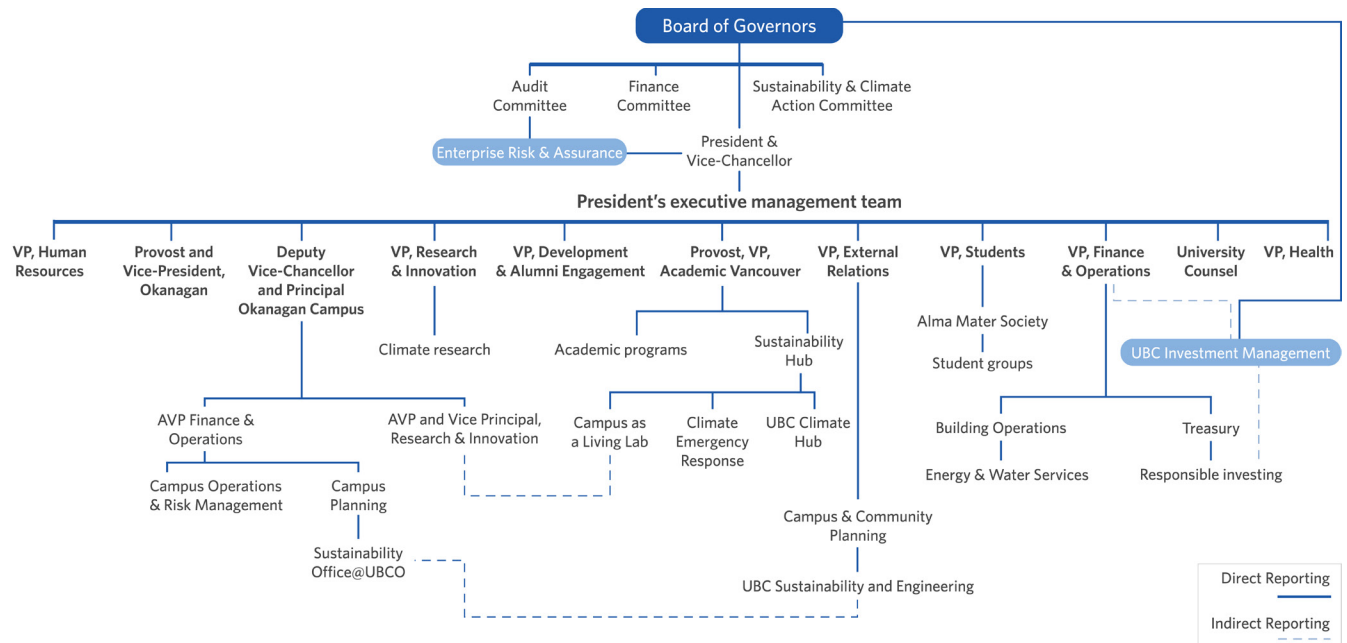 Board of Governors
Audit
Committee
Finance
Committee
Sustainability & Climate
Action Committee
Enterprise Risk & Assurance
President &
Vice-Chancellor
President's executive management team
VP, Human
Resources
Provost and
Vice-President,
Okanagan
Deputy
Vice-Chancellor
and Principal
Okanagan Campus
VP, Research
& Innovation
VP, Development
& Alumni Engagement
Provost, VP,
Academic Vancouver
VP, External
Relations
VP, Students
VP, Finance
& Operations
University
Counsel
VP, Health
Climate research
Academic programs
Sustainability
Hub
Alma Mater Society
Student groups
UBC Investment Management
AVP Finance &
Operations
AVP and Vice Principal,
Research & Innovation
Campus as
a Living Lab
Climate
Emergency
Response
UBC Climate
Hub
Building Operations
Treasury
Campus Operations
& Risk Management
Campus
Planning
Energy & Water Services
Responsible investing
Sustainability
Office@UBCO
Campus & Community
Planning
UBC Sustainability and Engineering
Direct Reporting
Indirect Reporting